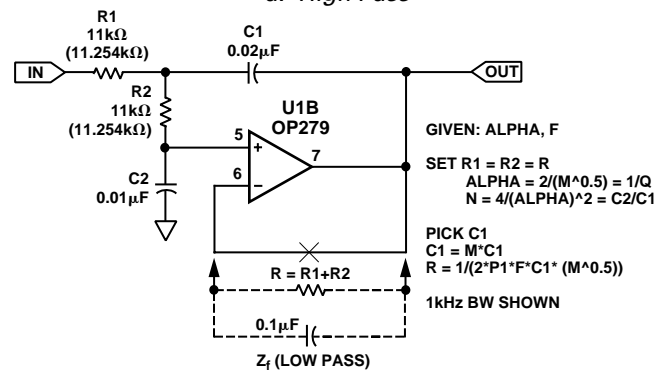 a. High Pass
R1
11kΩ
(11.254kΩ)
C1
0.02µF
IN
OUT
R2
11kΩ
(11.254kΩ)
U1B
OP279
5
+
6
−
7
C2
0.01µF
GIVEN: ALPHA, F
SET R1 = R2 = R
ALPHA = 2/(M^0.5) = 1/Q
N = 4/(ALPHA)^2 = C2/C1
PICK C1
C1 = M*C1
R = 1/(2*P1*F*C1* (M^0.5))
1kHz BW SHOWN
R = R1+R2
0.1µF
Zf (LOW PASS)